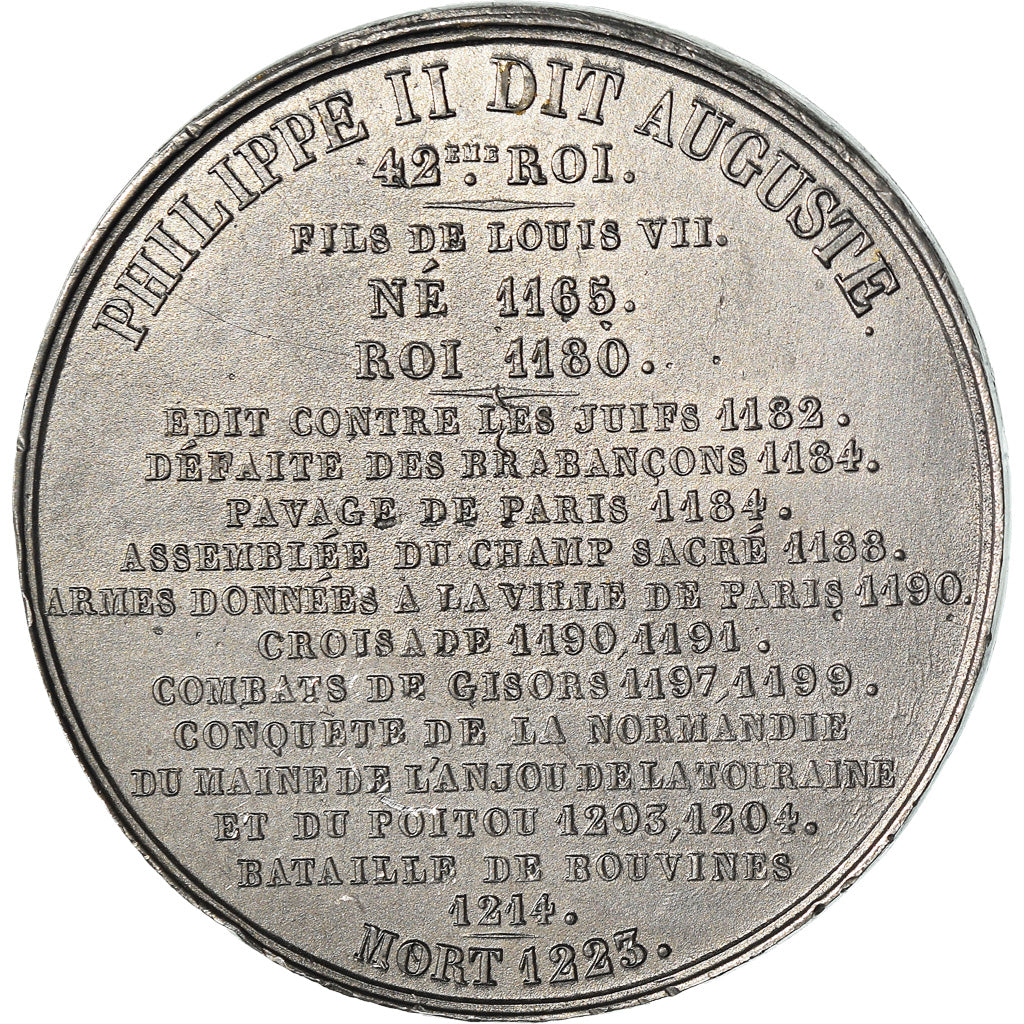 PHILIPPE II DIT AUGUSTE.
42EME. ROI.
FILS DE LOUIS VII.
NÉ 1165.
ROI 1180.
EDIT CONTRE LES JUIFS 1182.
DÉFAITE DES BRABANÇONS 1184.
PAVAGE DE PARIS 1184.
ASSEMBLÉE DU CHAMP SACRÉ 1188.
ARMES DONNÉES A LA VILLE DE PARIS 1190.
CROISADE 1190, 1191.
COMBATS DE GISORS 1197, 1199.
CONQUÈTE DE LA NORMANDIE
DU MAINE DE L'ANJOU DE LA TOURAINE
ET DU POITOU 1203, 1204.
BATAILLE DE BOUVINES
1214.
MORT 1223.